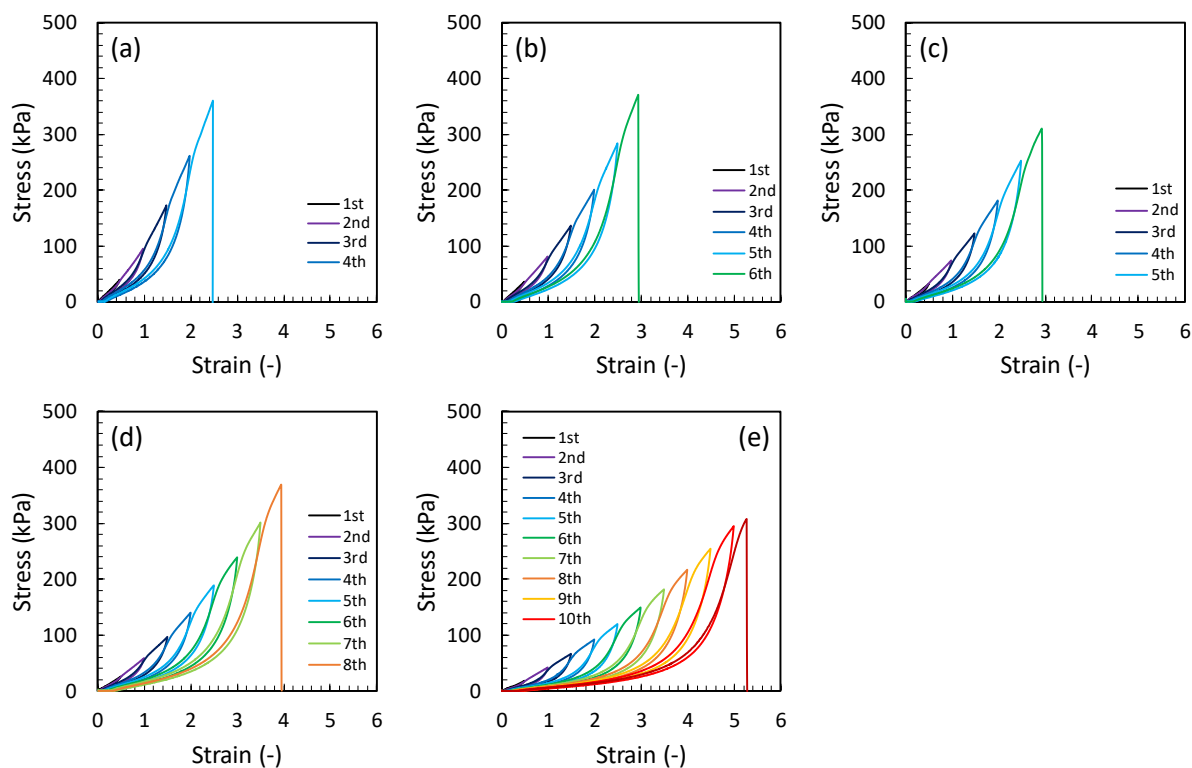 (a)
Stress (kPa)
500
400
300
200
100
0
1st
2nd
3rd
4th
0 1 2 3 4 5 6
Strain (-)
(b)
Stress (kPa)
500
400
300
200
100
0
1st
2nd
3rd
4th
5th
6th
0 1 2 3 4 5 6
Strain (-)
(c)
Stress (kPa)
500
400
300
200
100
0
1st
2nd
3rd
4th
5th
0 1 2 3 4 5 6
Strain (-)
(d)
Stress (kPa)
500
400
300
200
100
0
1st
2nd
3rd
4th
5th
6th
7th
8th
0 1 2 3 4 5 6
Strain (-)
(e)
Stress (kPa)
500
400
300
200
100
0
1st
2nd
3rd
4th
5th
6th
7th
8th
9th
10th
0 1 2 3 4 5 6
Strain (-)